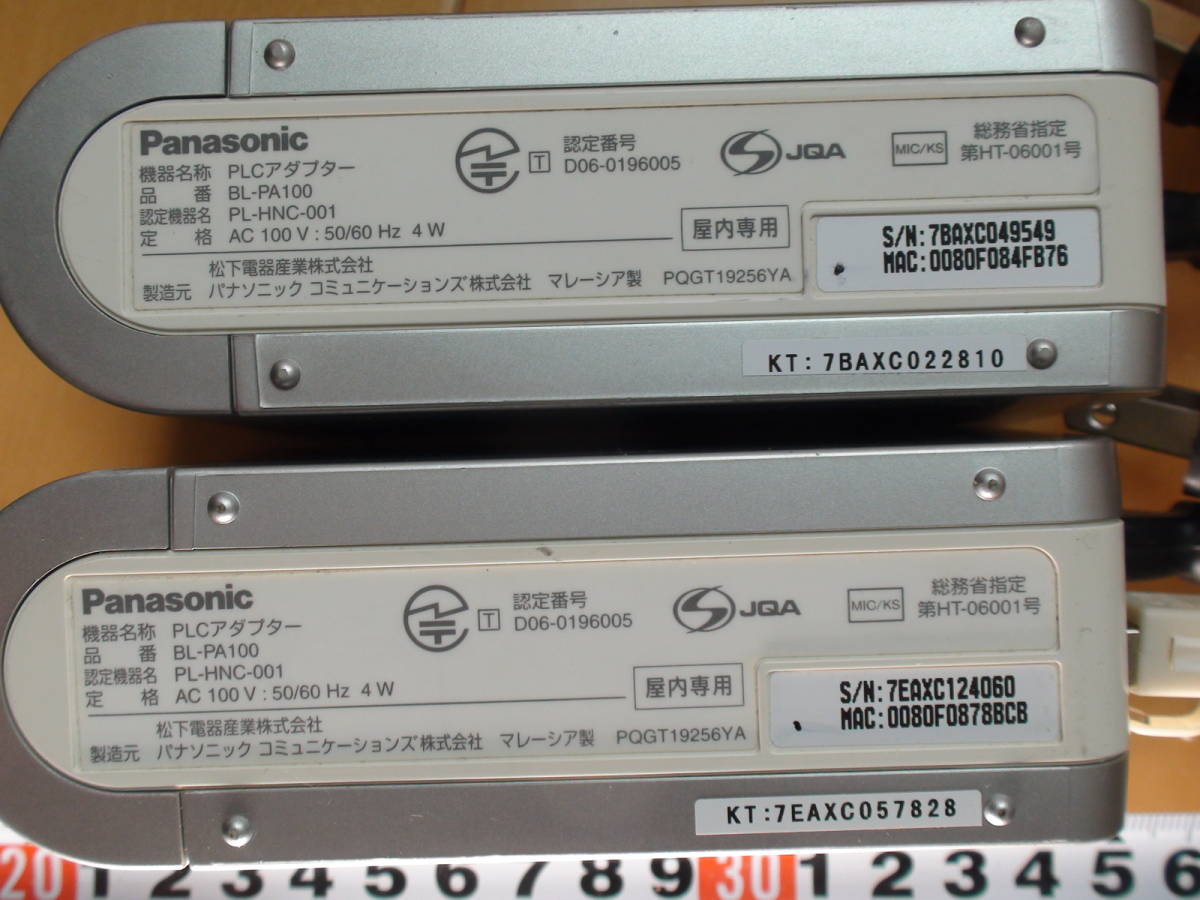 Panasonic
機器名称 PLCアダプター
品 番 BL-PA100
認定機器名 PL-HNC-001
定 格 AC 100 V : 50/60 Hz 4 W
T
認定番号
D06-0196005
JQA
MIC/KS
総務省指定
第HT-06001号
屋内専用
松下電器産業株式会社
製造元 パナソニック コミュニケーションズ株式会社 マレーシア製 PQGT19256YA
S/N:7BAXC049549
MAC:0080F084FB76
KT: 7BAXC022810
Panasonic
機器名称 PLCアダプター
品 番 BL-PA100
認定機器名 PL-HNC-001
定 格 AC 100 V : 50/60 Hz 4 W
T
認定番号
D06-0196005
JQA
MIC/KS
総務省指定
第HT-06001号
屋内専用
松下電器産業株式会社
製造元 パナソニック コミュニケーションズ株式会社 マレーシア製 PQGT19256YA
S/N:7EAXC124060
MAC:0080F0878BCB
KT:7EAXC057828
20 1 2 3 4 5 6 7 8 9 30 1 2 3 4 5 6